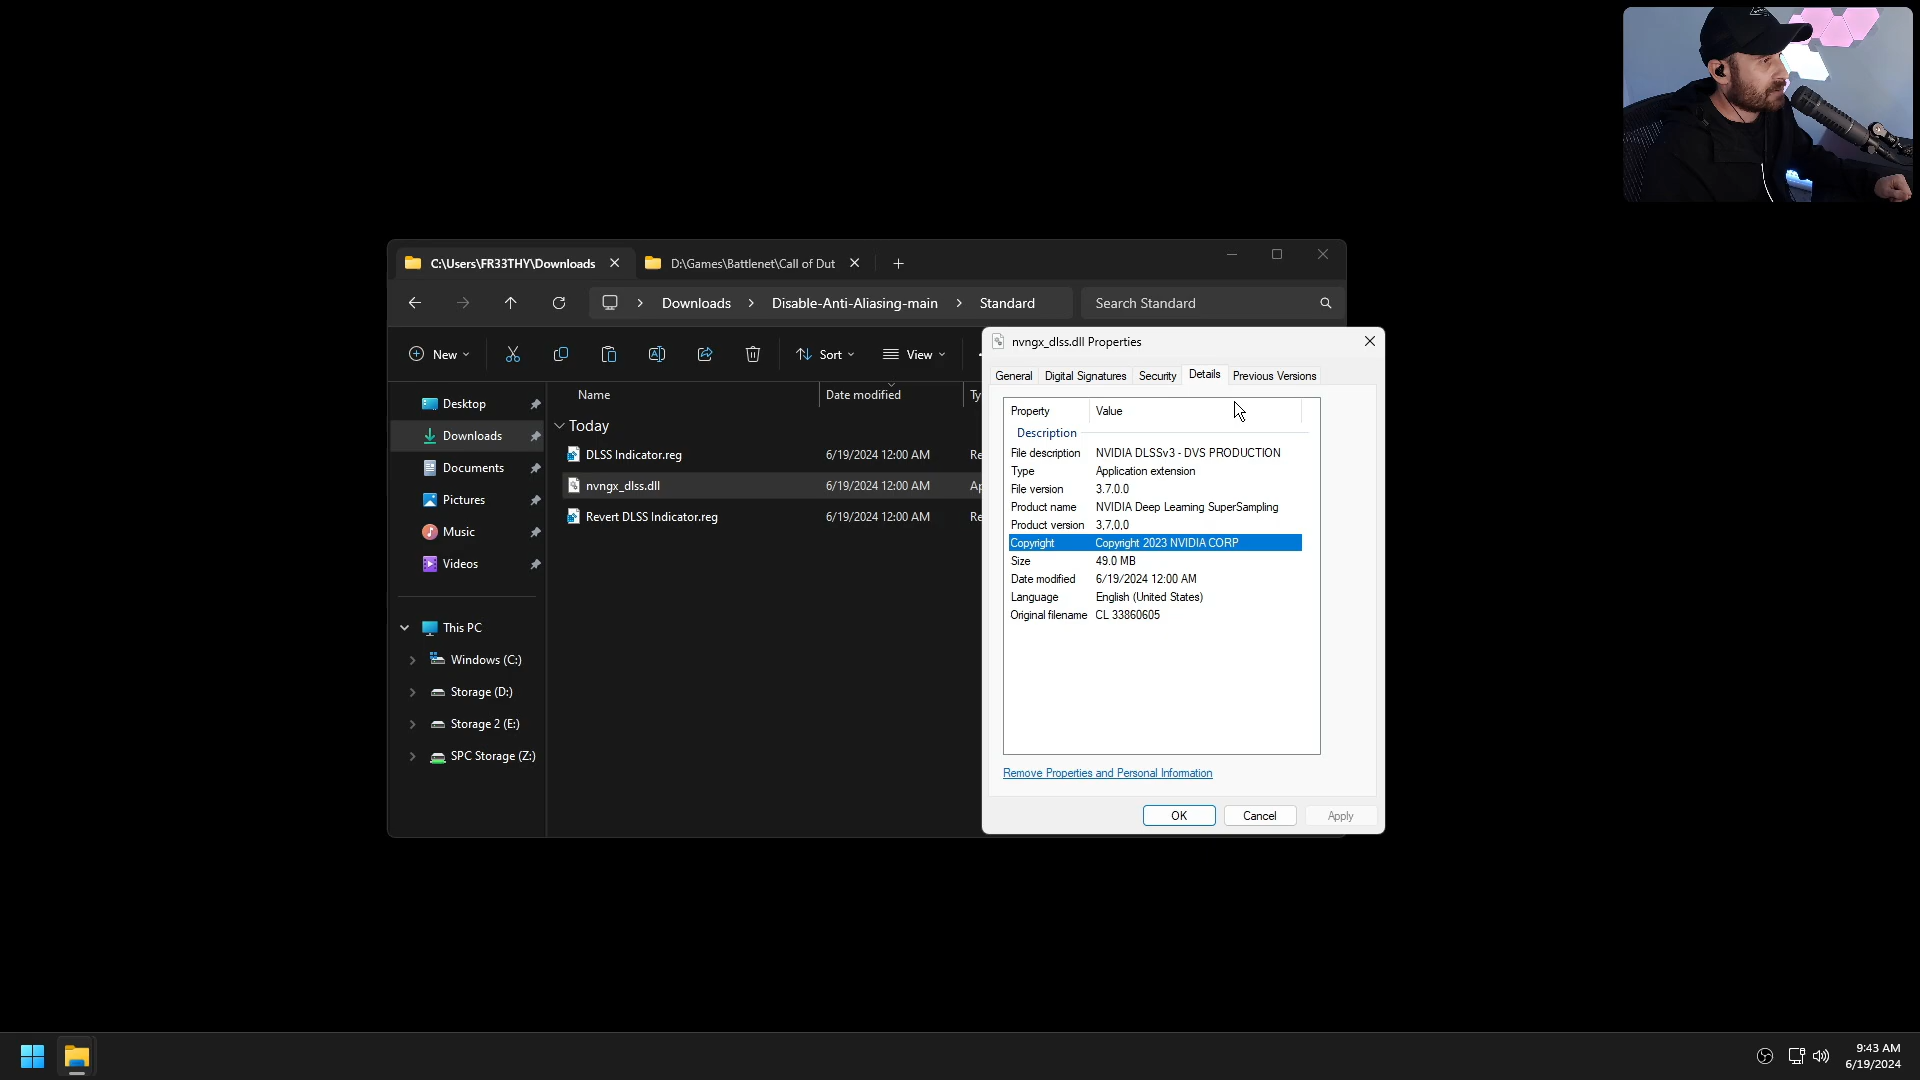 C:\Users\FR33THY\Downloads
D:\Games\Battlenet\Call of Dut
Downloads > Disable-Anti-Aliasing-main > Standard
Search Standard
New
Sort
View
Name
Date modified
Ty
Today
DLSS Indicator.reg 6/19/2024 12:00 AM Re
nvngx_dlss.dll 6/19/2024 12:00 AM Ap
Revert DLSS Indicator.reg 6/19/2024 12:00 AM Re
Desktop
Downloads
Documents
Pictures
Music
Videos
This PC
Windows (C:)
Storage (D:)
Storage 2 (E:)
SPC Storage (Z:)
nvngx_dlss.dll Properties
General Digital Signatures Security Details Previous Versions
Property Value
Description
File description NVIDIA DLSSv3 - DVS PRODUCTION
Type Application extension
File version 3.7.0.0
Product name NVIDIA Deep Learning SuperSampling
Product version 3,7,0,0
Copyright Copyright 2023 NVIDIA CORP
Size 49.0 MB
Date modified 6/19/2024 12:00 AM
Language English (United States)
Original filename CL 33860605
Remove Properties and Personal Information
OK Cancel Apply
9:43 AM
6/19/2024